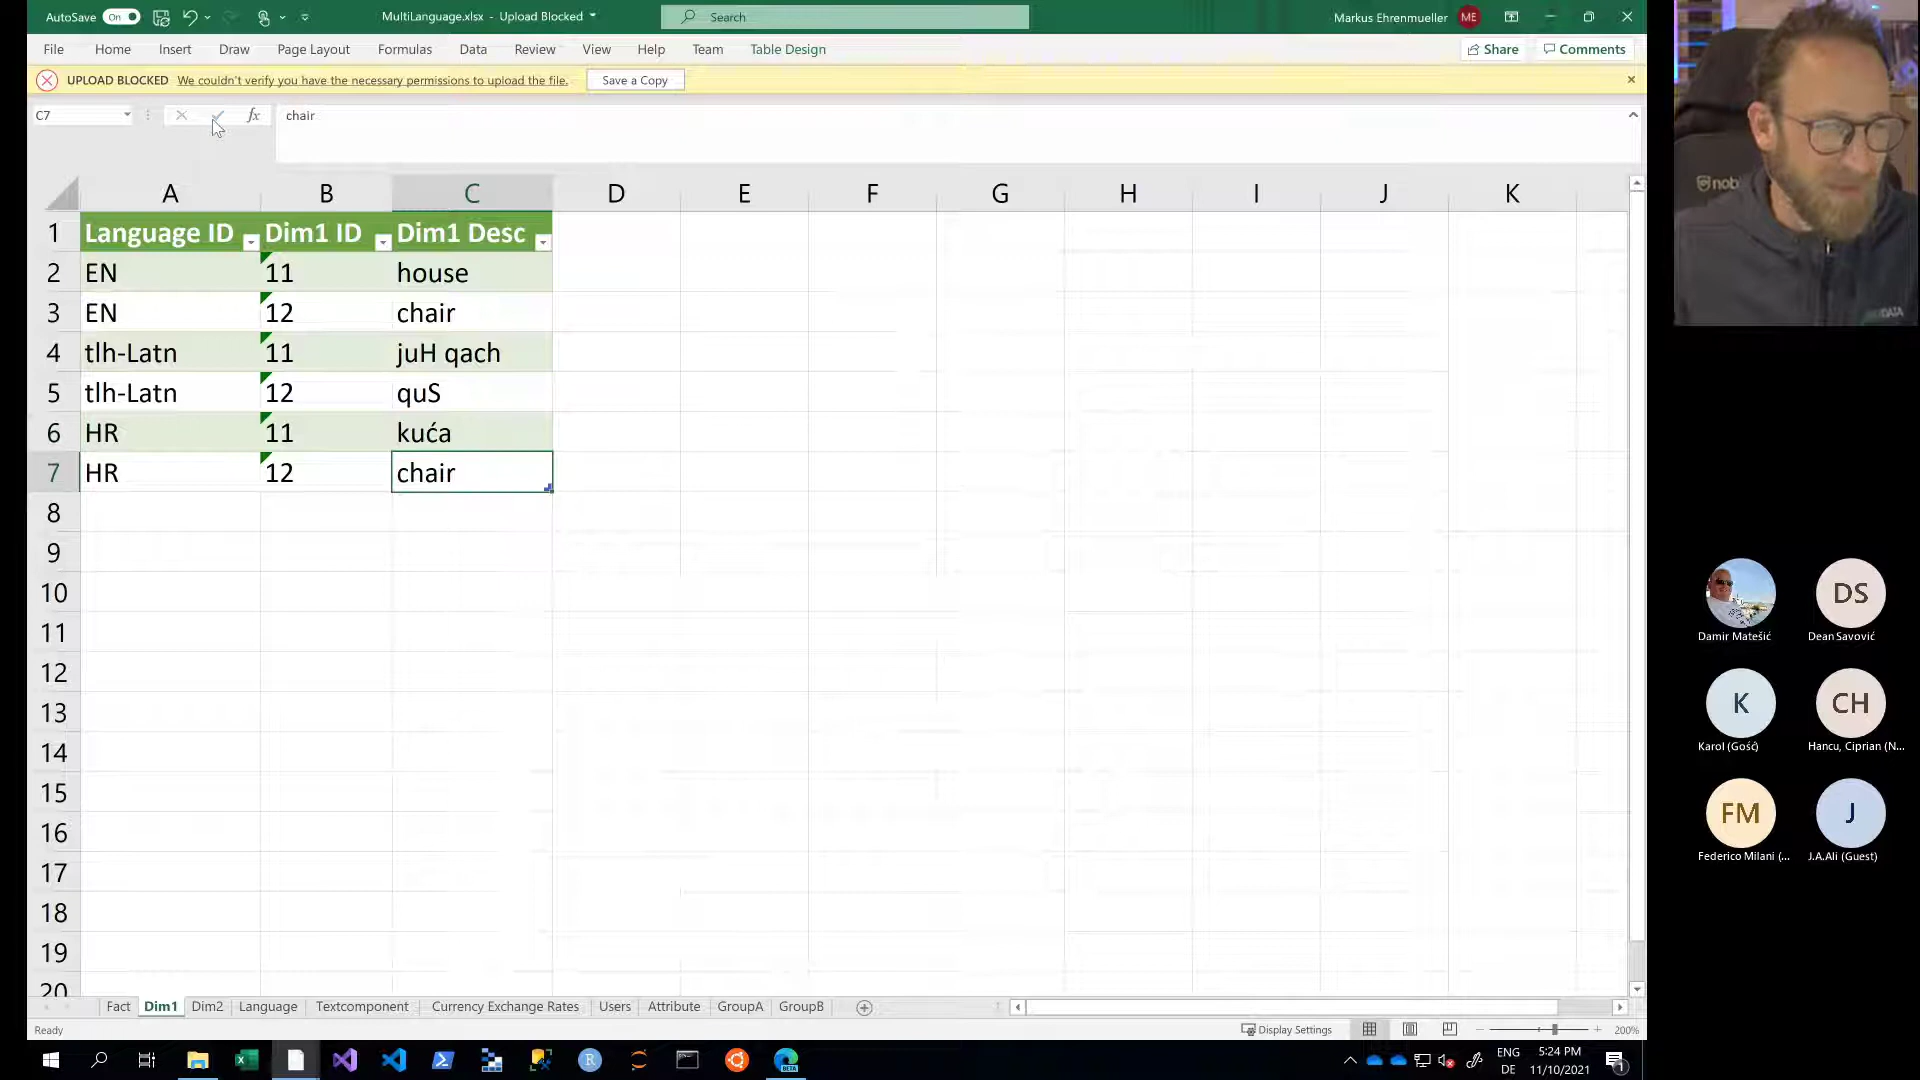 AutoSave On MultiLanguage.xlsx - Upload Blocked Search Markus Ehrenmueller ME
File Home Insert Draw Page Layout Formulas Data Review View Help Team Table Design Share Comments
UPLOAD BLOCKED We couldn't verify you have the necessary permissions to upload the file. Save a Copy
C7 fx chair
A B C D E F G H I J K
1 Language ID Dim1 ID Dim1 Desc
2 EN 11 house
3 EN 12 chair
4 tlh-Latn 11 juH qach
5 tlh-Latn 12 quS
6 HR 11 kuća
7 HR 12 chair
8
9
10
11
12
13
14
15
16
17
18
19
20
Fact Dim1 Dim2 Language Textcomponent Currency Exchange Rates Users Attribute GroupA GroupB
Ready Display Settings 200%
ENG 5:24 PM
DE 11/10/2021
DS
Damir Matešić Dean Savović
K CH
Karol (Gość) Hancu, Ciprian (N...
FM J
Federico Milani (... J.A.Ali (Guest)